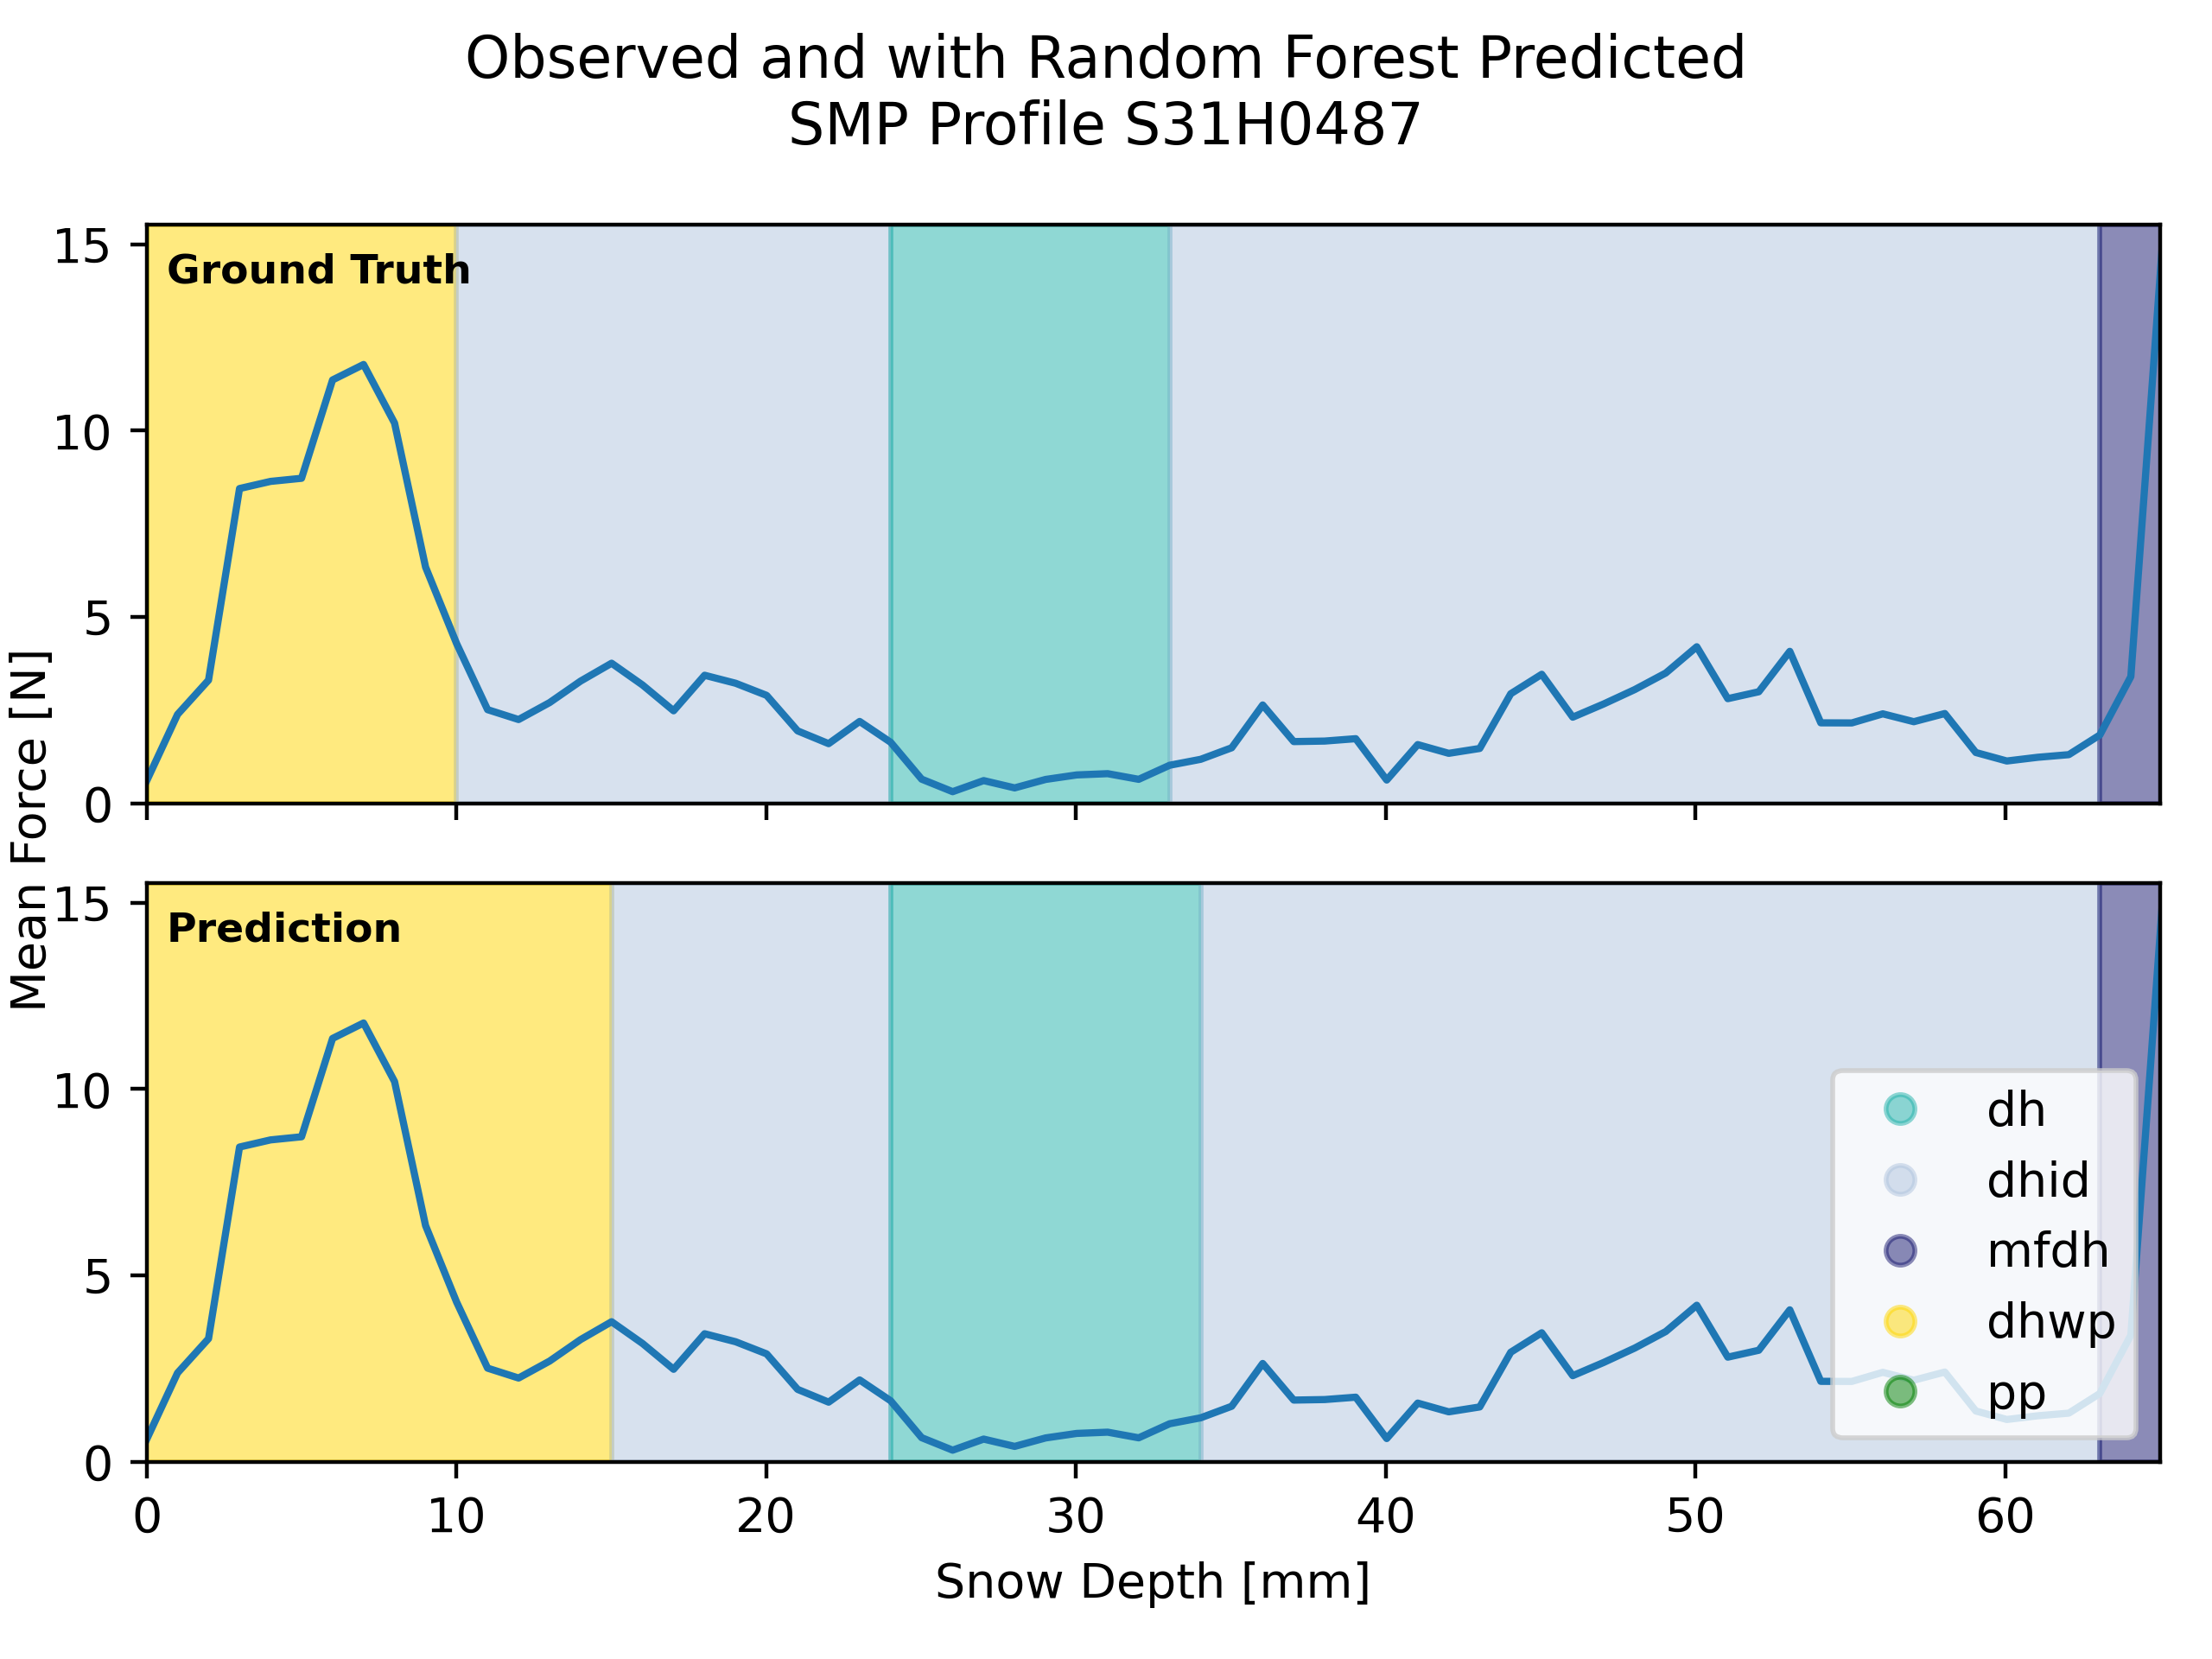 Observed and with Random Forest Predicted
SMP Profile S31H0487
Mean Force [N]
15
10
5
0
Ground Truth
15
10
5
0
Prediction
dh
dhid
mfdh
dhwp
pp
0 10 20 30 40 50 60
Snow Depth [mm]